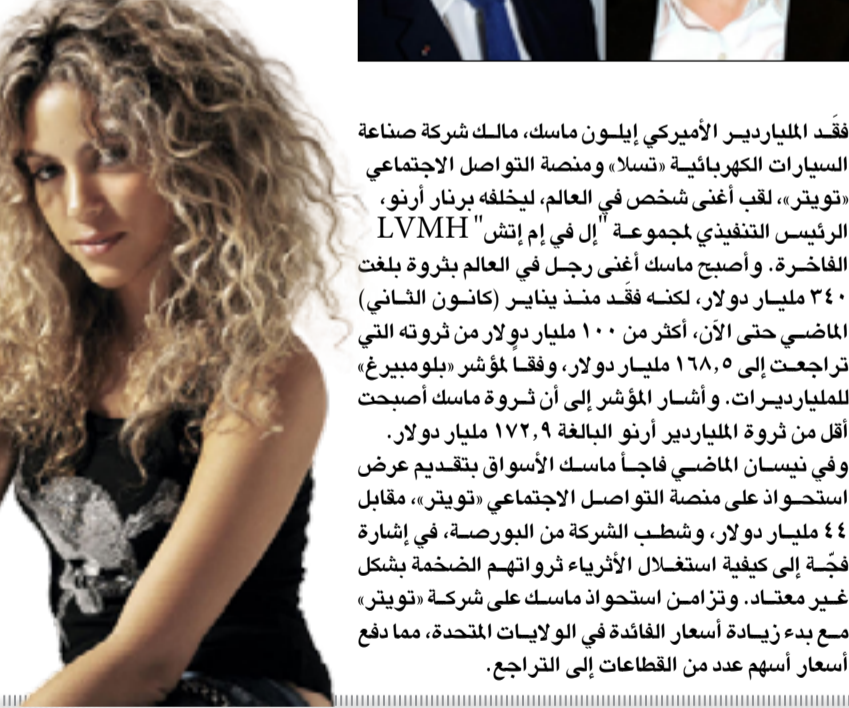 فقَد الملياردير الأميركي إيلون ماسك، مالك شركة صناعة
السيارات الكهربائية «تسلا» ومنصة التواصل الاجتماعي
«تويتر»، لقب أغنى شخص في العالم، ليخلفه برنار أرنو،
الرئيس التنفيذي لمجموعة "إل في إم إتش" LVMH
الفاخرة. وأصبح ماسك أغنى رجل في العالم بثروة بلغت
٣٤٠ مليار دولار، لكنه فقَد منذ يناير (كانون الثاني)
الماضي حتى الآن، أكثر من ١٠٠ مليار دولار من ثروته التي
تراجعت إلى ١٦٨,٥ مليار دولار، وفقاً لمؤشر «بلومبيرغ»
للمليارديرات. وأشار المؤشر إلى أن ثروة ماسك أصبحت
أقل من ثروة الملياردير أرنو البالغة ١٧٢,٩ مليار دولار.
وفي نيسان الماضي فاجأ ماسك الأسواق بتقديم عرض
استحواذ على منصة التواصل الاجتماعي «تويتر»، مقابل
٤٤ مليار دولار، وشطب الشركة من البورصة، في إشارة
فجّة إلى كيفية استغلال الأثرياء ثرواتهم الضخمة بشكل
غير معتاد. وتزامن استحواذ ماسك على شركة «تويتر»
مع بدء زيادة أسعار الفائدة في الولايات المتحدة، مما دفع
أسعار أسهم عدد من القطاعات إلى التراجع.